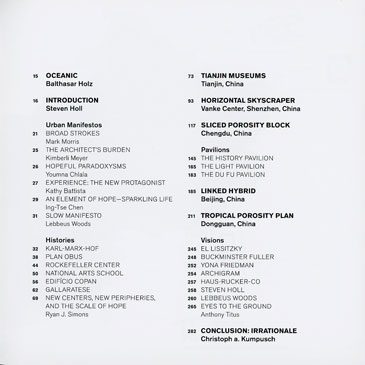 15 OCEANIC
Balthasar Holz
16 INTRODUCTION
Steven Holl
Urban Manifestos
21 BROAD STROKES
Mark Morris
25 THE ARCHITECT'S BURDEN
Kimberli Meyer
26 HOPEFUL PARADOXYSMS
Youmna Chlala
27 EXPERIENCE: THE NEW PROTAGONIST
Kathy Battista
29 AN ELEMENT OF HOPE—SPARKLING LIFE
Ing-Tse Chen
31 SLOW MANIFESTO
Lebbeus Woods
Histories
32 KARL-MARX-HOF
38 PLAN OBUS
44 ROCKEFELLER CENTER
50 NATIONAL ARTS SCHOOL
56 EDIFÍCIO COPAN
62 GALLARATESE
69 NEW CENTERS, NEW PERIPHERIES,
AND THE SCALE OF HOPE
Ryan J. Simons
73 TIANJIN MUSEUMS
Tianjin, China
93 HORIZONTAL SKYSCRAPER
Vanke Center, Shenzhen, China
117 SLICED POROSITY BLOCK
Chengdu, China
Pavilions
145 THE HISTORY PAVILION
165 THE LIGHT PAVILION
163 THE DU FU PAVILION
185 LINKED HYBRID
Beijing, China
211 TROPICAL POROSITY PLAN
Dongguan, China
Visions
245 EL LISSITZKY
248 BUCKMINSTER FULLER
252 YONA FRIEDMAN
254 ARCHIGRAM
257 HAUS-RUCKER-CO
258 STEVEN HOLL
260 LEBBEUS WOODS
265 EYES TO THE GROUND
Anthony Titus
282 CONCLUSION: IRRATIONALE
Christoph a. Kumpusch